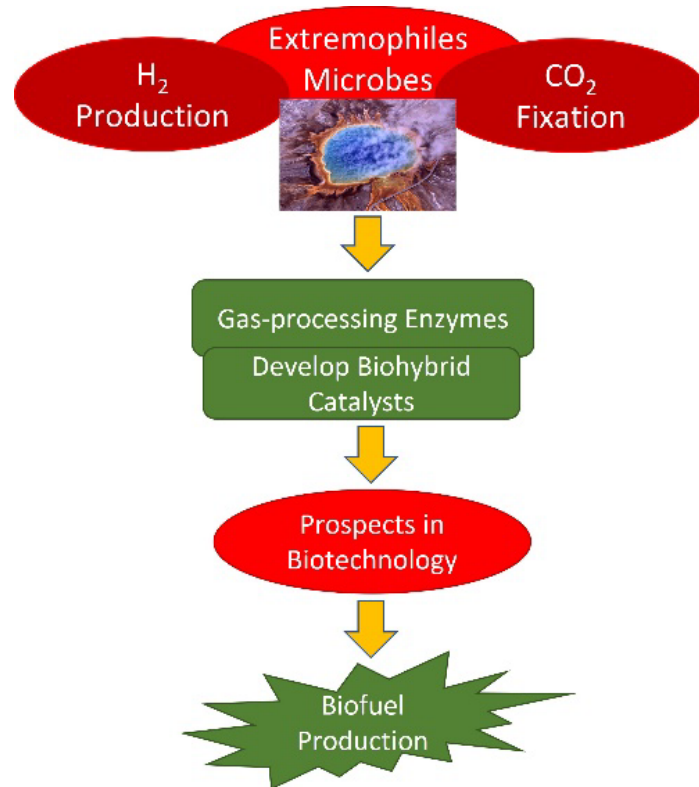 Extremophiles
Microbes
H₂
Production
CO₂
Fixation
Gas-processing Enzymes
Develop Biohybrid
Catalysts
Prospects in
Biotechnology
Biofuel
Production